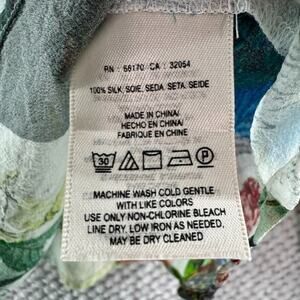 RN : 66170 CA : 32054
100% SILK, SOIE, SEDA, SETA, SEIDE
MADE IN CHINA/
HECHO EN CHINA/
FABRIQUE EN CHINE
30
P
MACHINE WASH COLD GENTLE
WITH LIKE COLORS
USE ONLY NON-CHLORINE BLEACH
LINE DRY. LOW IRON AS NEEDED.
MAY BE DRY CLEANED